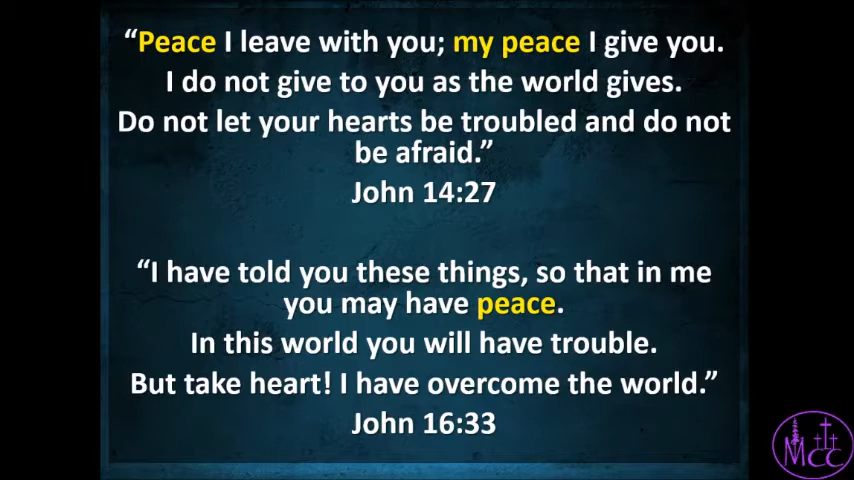 “Peace I leave with you; my peace I give you.
I do not give to you as the world gives.
Do not let your hearts be troubled and do not
be afraid.”
John 14:27
“I have told you these things, so that in me
you may have peace.
In this world you will have trouble.
But take heart! I have overcome the world.”
John 16:33
MCC